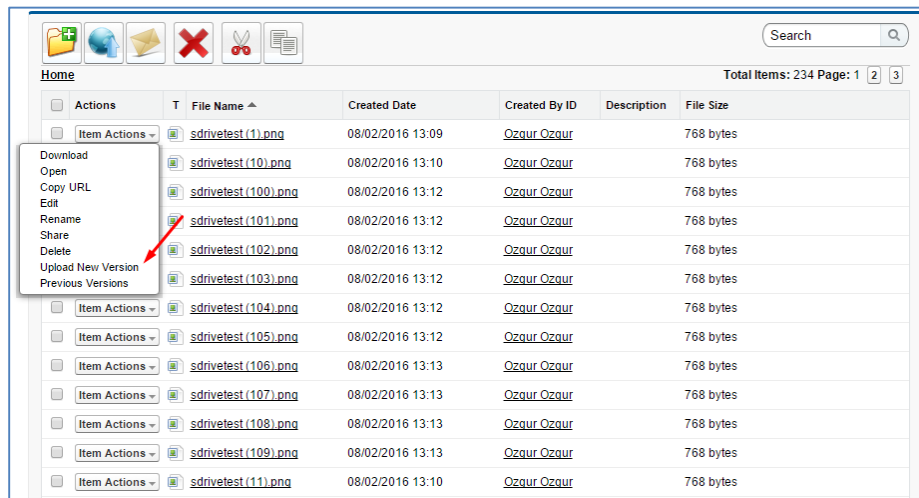 Search
Home Total Items: 234 Page: 1 2 3
Actions T File Name Created Date Created By ID Description File Size
Item Actions sdrivetest (1).png 08/02/2016 13:09 Ozgur Ozgur 768 bytes
Download
sdrivetest (10).png 08/02/2016 13:10 Ozgur Ozgur 768 bytes
Open
Copy URL
sdrivetest (100).png 08/02/2016 13:12 Ozgur Ozgur 768 bytes
Edit
Rename
sdrivetest (101).png 08/02/2016 13:12 Ozgur Ozgur 768 bytes
Share
Delete
sdrivetest (102).png 08/02/2016 13:12 Ozgur Ozgur 768 bytes
Upload New Version
sdrivetest (103).png 08/02/2016 13:12 Ozgur Ozgur 768 bytes
Previous Versions
Item Actions sdrivetest (104).png 08/02/2016 13:12 Ozgur Ozgur 768 bytes
Item Actions sdrivetest (105).png 08/02/2016 13:12 Ozgur Ozgur 768 bytes
Item Actions sdrivetest (106).png 08/02/2016 13:13 Ozgur Ozgur 768 bytes
Item Actions sdrivetest (107).png 08/02/2016 13:13 Ozgur Ozgur 768 bytes
Item Actions sdrivetest (108).png 08/02/2016 13:13 Ozgur Ozgur 768 bytes
Item Actions sdrivetest (109).png 08/02/2016 13:13 Ozgur Ozgur 768 bytes
Item Actions sdrivetest (11).png 08/02/2016 13:10 Ozgur Ozgur 768 bytes